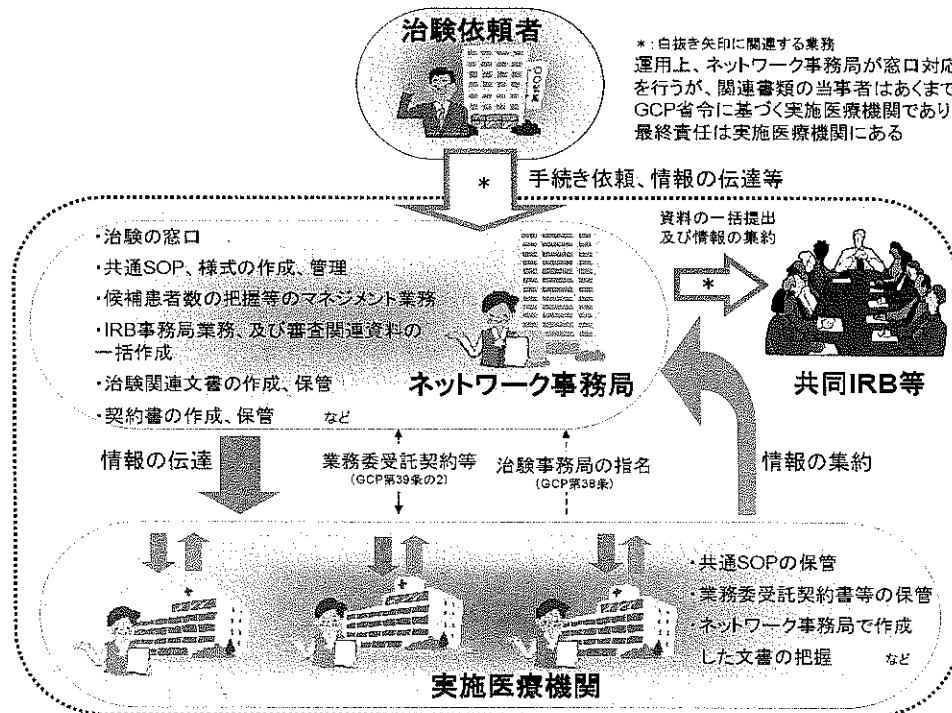 治験依頼者
*:白抜き矢印に関連する業務
運用上、ネットワーク事務局が窓口対応
を行うが、関連書類の当事者はあくまで
GCP省令に基づく実施医療機関であり
最終責任は実施医療機関にある
*
手続き依頼、情報の伝達等
・治験の窓口
・共通SOP、様式の作成、管理
・候補患者数の把握等のマネジメント業務
・IRB事務局業務、及び審査関連資料の
一括作成
・治験関連文書の作成、保管
・契約書の作成、保管 など
ネットワーク事務局
資料の一括提出
及び情報の集約
*
共同IRB等
情報の伝達
業務委受託契約等
(GCP第39条の2)
治験事務局の指名
(GCP第38条)
情報の集約
・共通SOPの保管
・業務委受託契約書等の保管
・ネットワーク事務局で作成
した文書の把握 など
実施医療機関